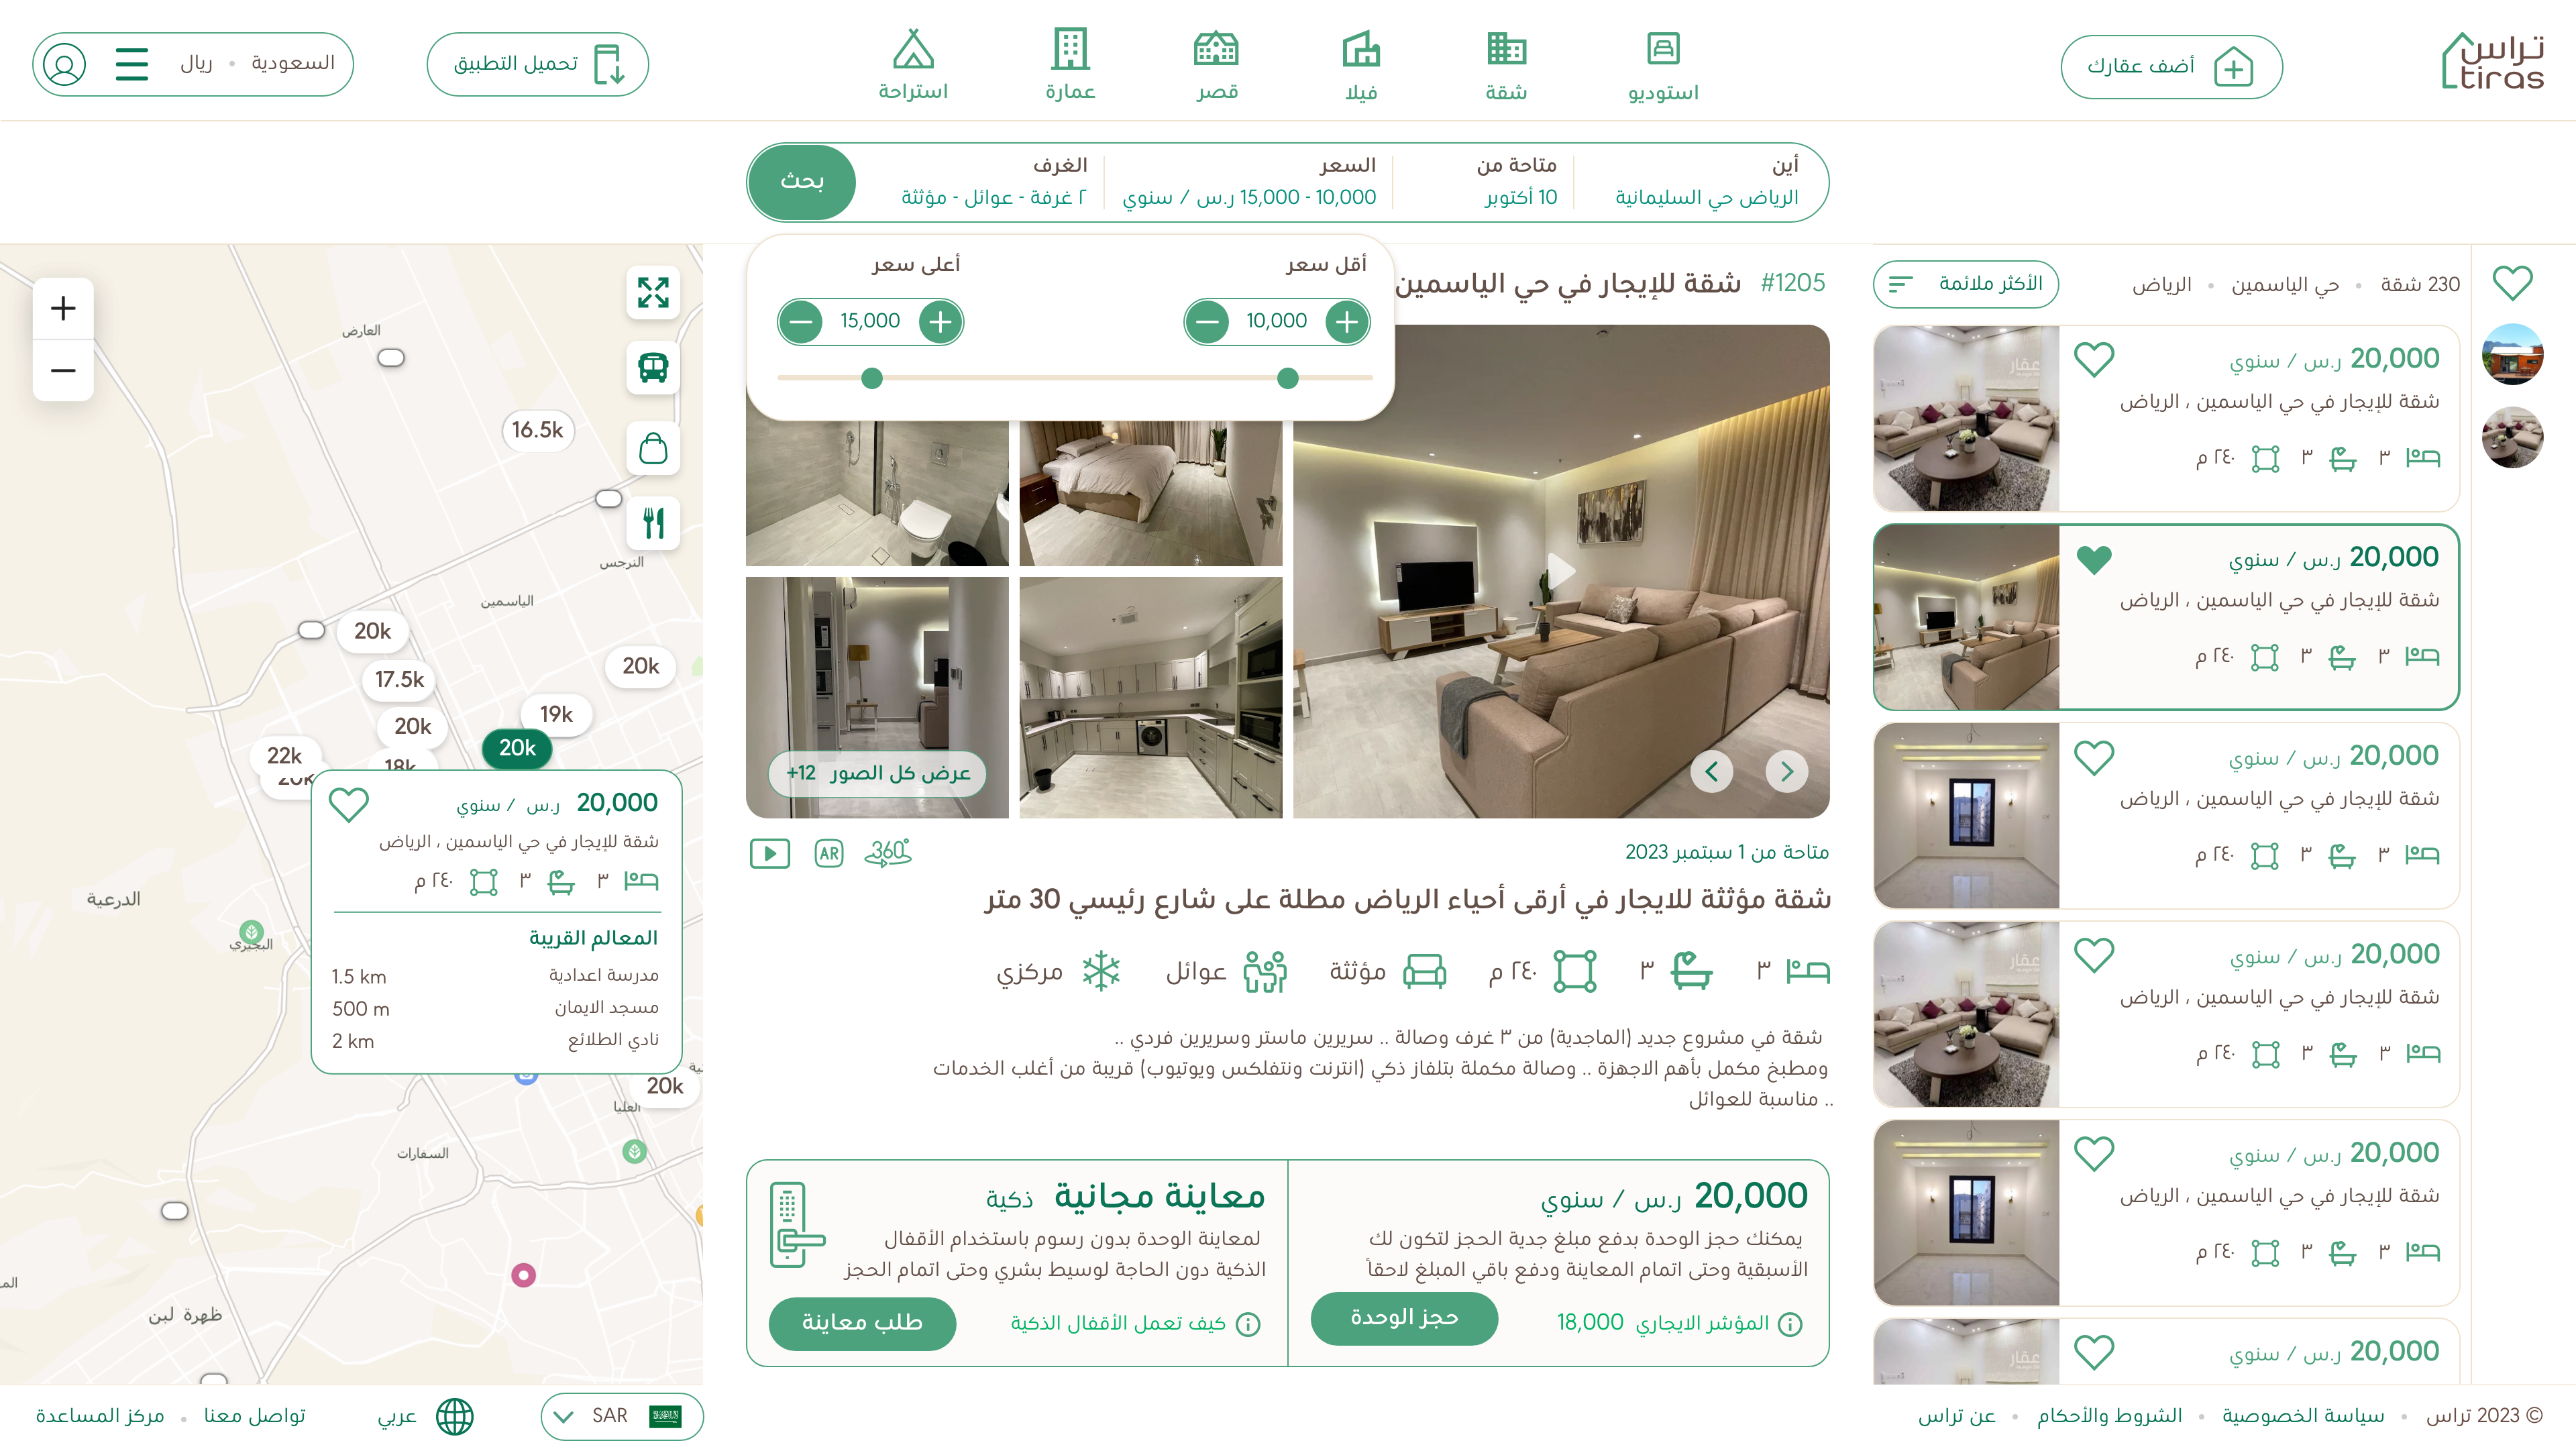 تراس
tiras
أضف عقارك
استوديو
شقة
فيلا
قصر
عمارة
استراحة
تحميل التطبيق
السعودية • ريال
أين
الرياض حي السليمانية
متاحة من
10 أكتوبر
السعر
10,000 - 15,000 ر.س / سنوي
الغرف
٢ غرفة - عوائل - مؤثثة
بحث
أقل سعر
10,000
أعلى سعر
15,000
230 شقة • حي الياسمين • الرياض
الأكثر ملائمة
20,000 ر.س / سنوي
شقة للإيجار في حي الياسمين ، الرياض
٣ ٣ ٢٤٠ م
عقار
20,000 ر.س / سنوي
شقة للإيجار في حي الياسمين ، الرياض
٣ ٣ ٢٤٠ م
20,000 ر.س / سنوي
شقة للإيجار في حي الياسمين ، الرياض
٣ ٣ ٢٤٠ م
20,000 ر.س / سنوي
شقة للإيجار في حي الياسمين ، الرياض
٣ ٣ ٢٤٠ م
عقار
20,000 ر.س / سنوي
شقة للإيجار في حي الياسمين ، الرياض
٣ ٣ ٢٤٠ م
20,000 ر.س / سنوي
عقار
#1205 شقة للإيجار في حي الياسمين
عرض كل الصور 12+
متاحة من 1 سبتمبر 2023
360°
AR
شقة مؤثثة للايجار في أرقى أحياء الرياض مطلة على شارع رئيسي 30 متر
٣ ٣ ٢٤٠ م مؤثثة عوائل مركزي
شقة في مشروع جديد (الماجدية) من ٣ غرف وصالة .. سريرين ماستر وسريرين فردي ..
ومطبخ مكمل بأهم الاجهزة .. وصالة مكملة بتلفاز ذكي (انترنت ونتفلكس ويوتيوب) قريبة من أغلب الخدمات
.. مناسبة للعوائل
20,000 ر.س / سنوي
يمكنك حجز الوحدة بدفع مبلغ جدية الحجز لتكون لك
الأسبقية وحتى اتمام المعاينة ودفع باقي المبلغ لاحقاً
المؤشر الايجاري 18,000
حجز الوحدة
معاينة مجانية ذكية
لمعاينة الوحدة بدون رسوم باستخدام الأقفال
الذكية دون الحاجة لوسيط بشري وحتى اتمام الحجز
كيف تعمل الأقفال الذكية
طلب معاينة
العارض
16.5k
النرجس
الياسمين
20k
20k
17.5k
19k
20k
20k
22k
18k
20k
20,000 ر.س / سنوي
شقة للإيجار في حي الياسمين ، الرياض
٣ ٣ ٢٤٠ م
المعالم القريبة
مدرسة اعدادية 1.5 km
مسجد الايمان 500 m
نادي الطلائع 2 km
الدرعية
البجيري
20k
العليا
السفارات
ظهرة لبن
© 2023 تراس • سياسة الخصوصية • الشروط والأحكام • عن تراس
SAR
عربي
تواصل معنا • مركز المساعدة